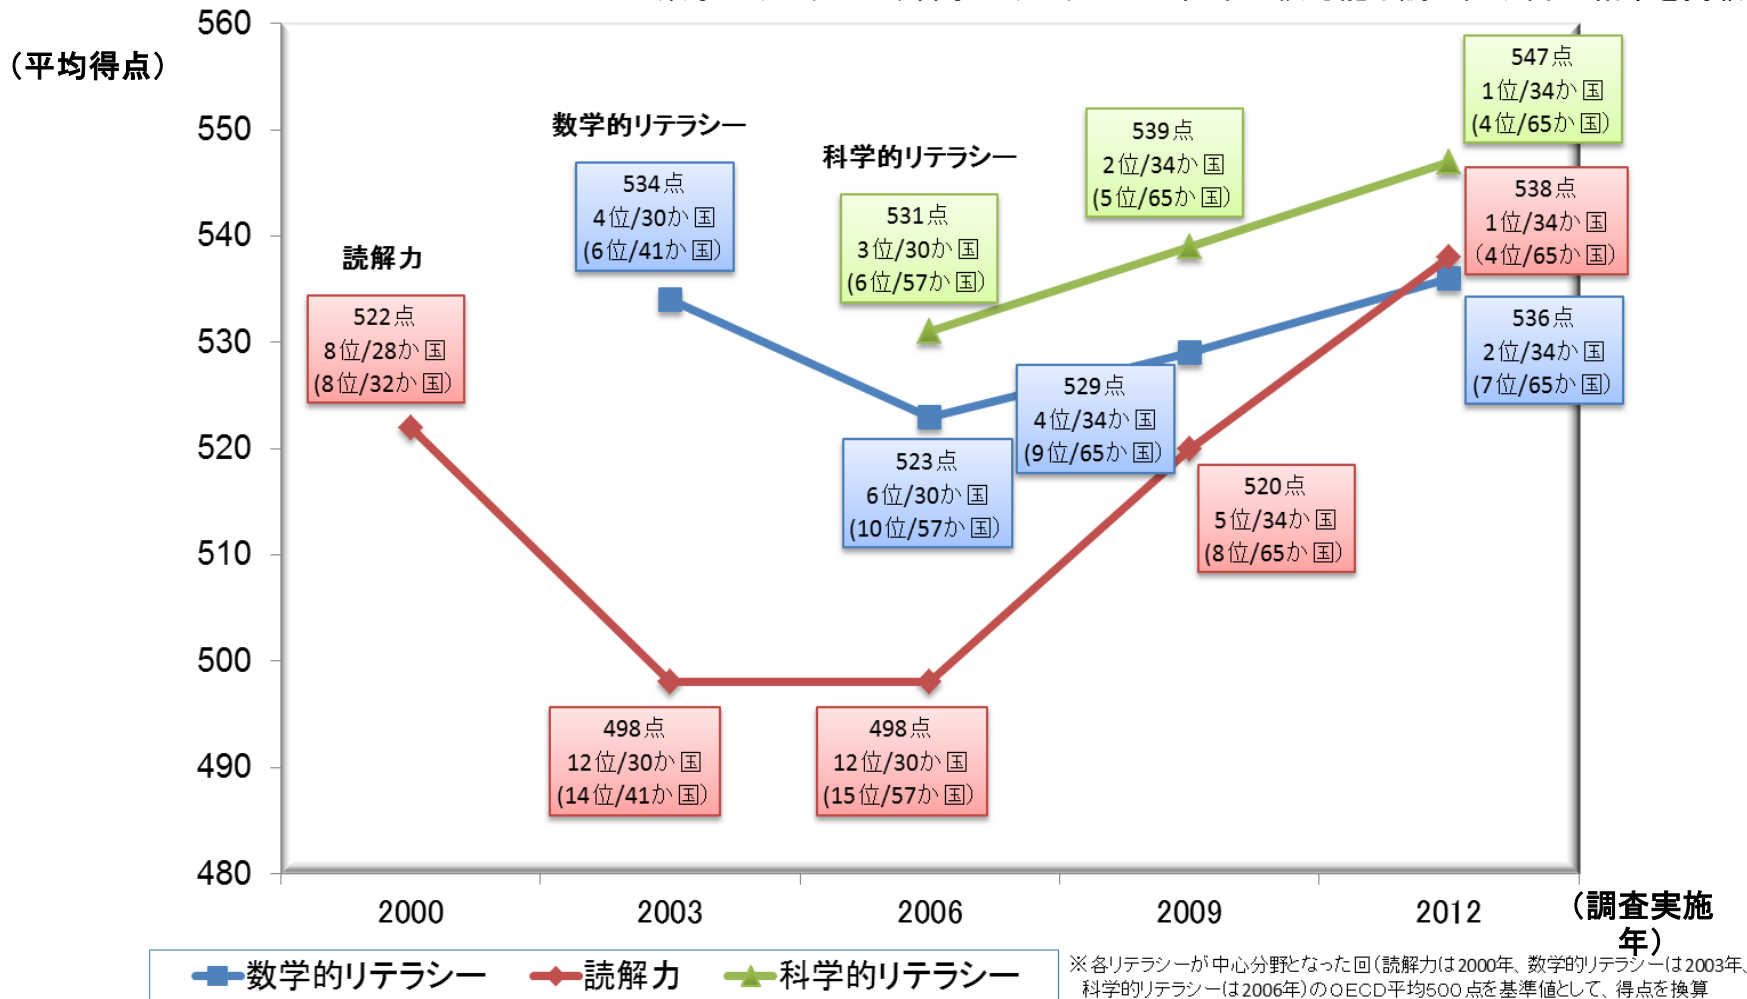 560
(平均得点)
550
540
530
520
510
500
490
480
読解力
数学的リテラシー
科学的リテラシー
522点
8位/28か国
(8位/32か国)
534点
4位/30か国
(6位/41か国)
531点
3位/30か国
(6位/57か国)
539点
2位/34か国
(5位/65か国)
547点
1位/34か国
(4位/65か国)
538点
1位/34か国
(4位/65か国)
536点
2位/34か国
(7位/65か国)
529点
4位/34か国
(9位/65か国)
523点
6位/30か国
(10位/57か国)
520点
5位/34か国
(8位/65か国)
498点
12位/30か国
(14位/41か国)
498点
12位/30か国
(15位/57か国)
2000
2003
2006
2009
2012
(調査実施
年)
数学的リテラシー
読解力
科学的リテラシー
※各リテラシーが中心分野となった回(読解力は2000年、数学的リテラシーは2003年、
科学的リテラシーは2006年)のOECD平均500点を基準値として、得点を換算